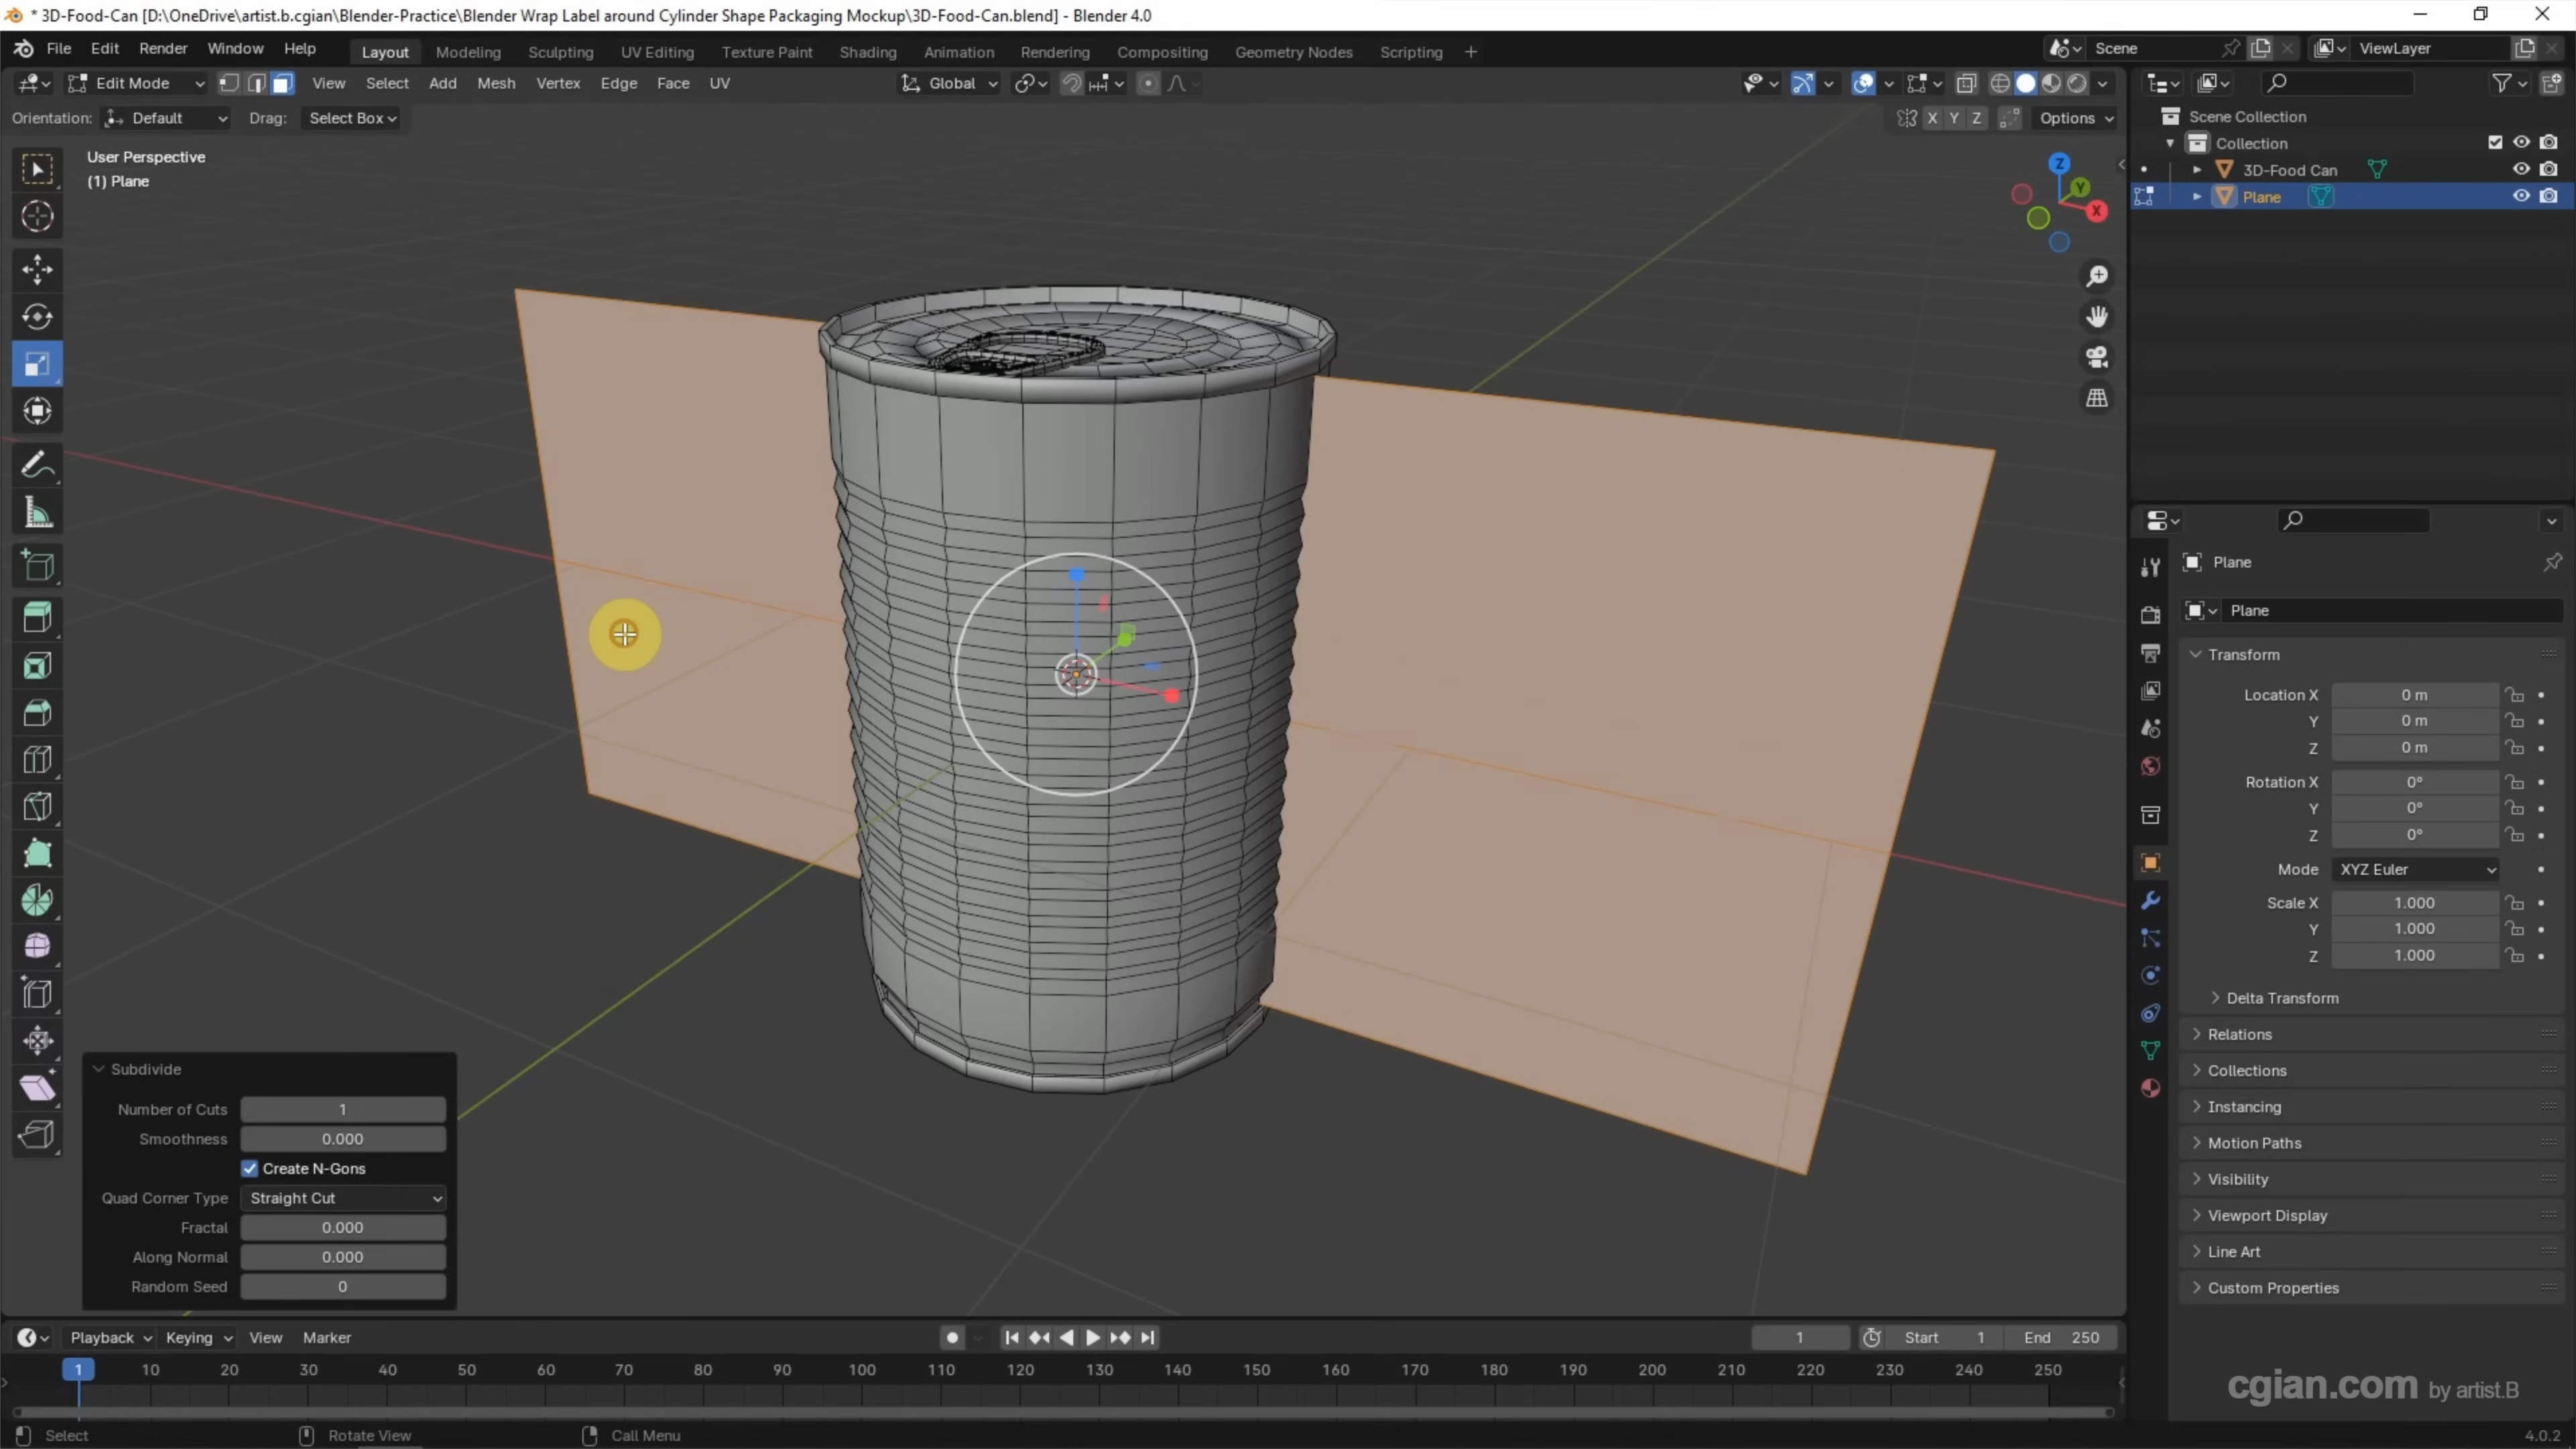 * 3D-Food-Can [D:\OneDrive\artist.b.cgian\Blender-Practice\Blender Wrap Label around Cylinder Shape Packaging Mockup\3D-Food-Can.blend] - Blender 4.0
File Edit Render Window Help Layout Modeling Sculpting UV Editing Texture Paint Shading Animation Rendering Compositing Geometry Nodes Scripting + Scene ViewLayer
Edit Mode View Select Add Mesh Vertex Edge Face UV Global
Orientation: Default Drag: Select Box X Y Z Options
User Perspective
(1) Plane
Z
Y
X
Scene Collection
Collection
3D-Food Can
Plane
Plane
Plane
Transform
Location X 0 m
Y 0 m
Z 0 m
Rotation X 0°
Y 0°
Z 0°
Mode XYZ Euler
Scale X 1.000
Y 1.000
Z 1.000
Delta Transform
Relations
Collections
Instancing
Motion Paths
Visibility
Viewport Display
Line Art
Custom Properties
Subdivide
Number of Cuts 1
Smoothness 0.000
Create N-Gons
Quad Corner Type Straight Cut
Fractal 0.000
Along Normal 0.000
Random Seed 0
Playback Keying View Marker 1 Start 1 End 250
1 10 20 30 40 50 60 70 80 90 100 110 120 130 140 150 160 170 180 190 200 210 220 230 240 250
cgian.com by artist.B
Select Rotate View Call Menu 4.0.2